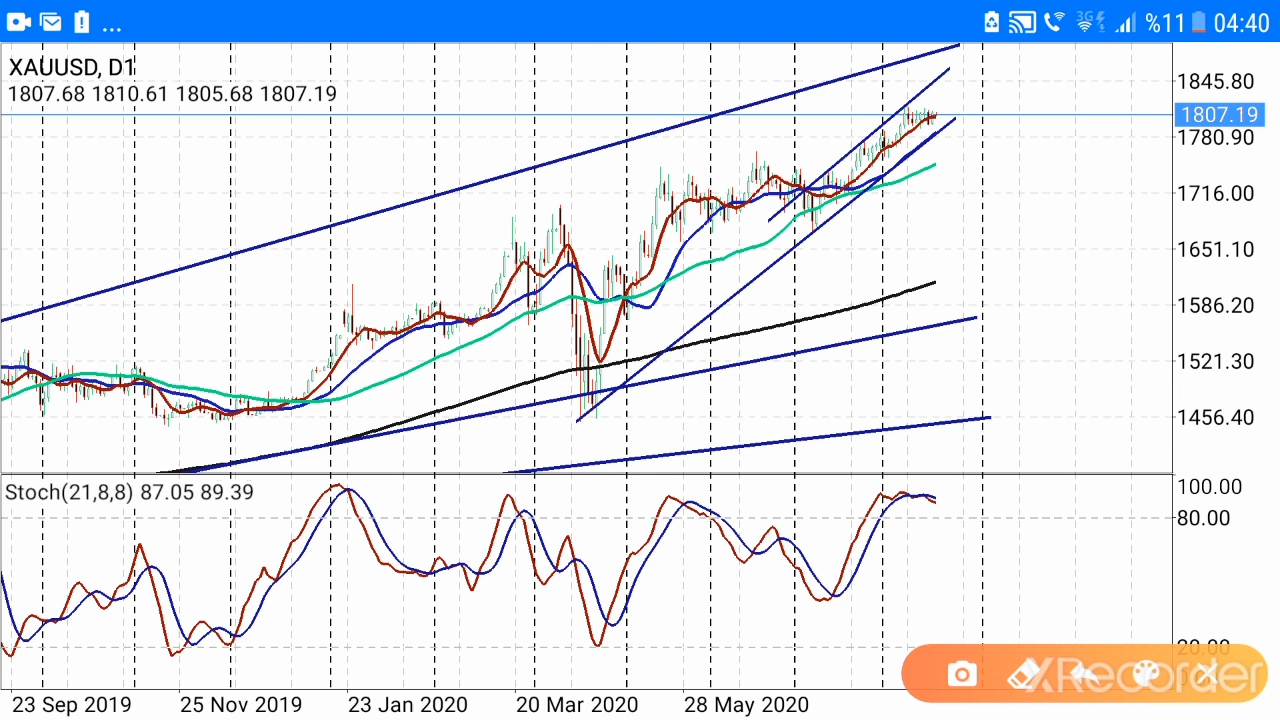 ... 3G %11 04:40
XAUUSD, D1
1807.68 1810.61 1805.68 1807.19
1845.80
1807.19
1780.90
1716.00
1651.10
1586.20
1521.30
1456.40
Stoch(21,8,8) 87.05 89.39
100.00
80.00
20.00
XRecorder
23 Sep 2019 25 Nov 2019 23 Jan 2020 20 Mar 2020 28 May 2020